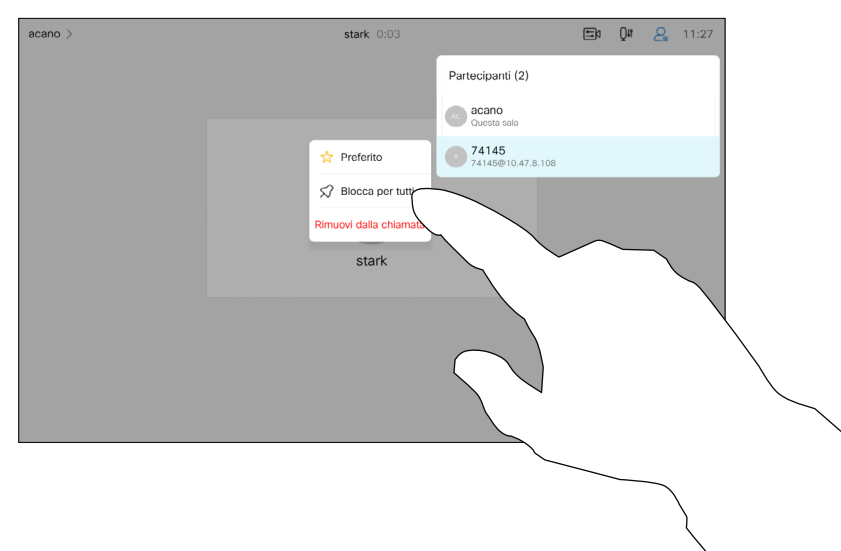 acano >
stark 0:03
11:27
Partecipanti (2)
AC
acano
Questa sala
74145
74145@10.47.8.108
Preferito
Blocca per tutti
Rimuovi dalla chiamata
stark